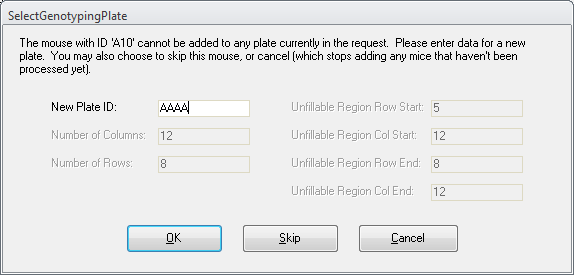 SelectGenotypingPlate
The mouse with ID 'A10' cannot be added to any plate currently in the request.  Please enter data for a new
plate.  You may also choose to skip this mouse, or cancel (which stops adding any mice that haven't been
processed yet).
New Plate ID: AAAA Unfillable Region Row Start: 5
Number of Columns: 12 Unfillable Region Col Start: 12
Number of Rows: 8 Unfillable Region Row End: 8
Unfillable Region Col End: 12
OK Skip Cancel